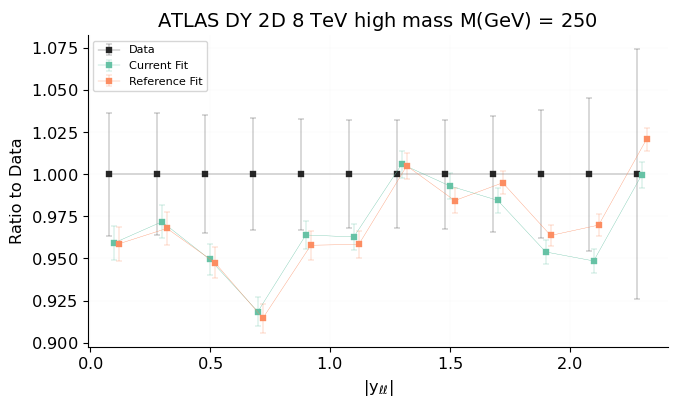 ATLAS DY 2D 8 TeV high mass M(GeV) = 250
Data
Current Fit
Reference Fit
Ratio to Data
1.075
1.050
1.025
1.000
0.975
0.950
0.925
0.900
0.0
0.5
1.0
1.5
2.0
|yℓℓ|